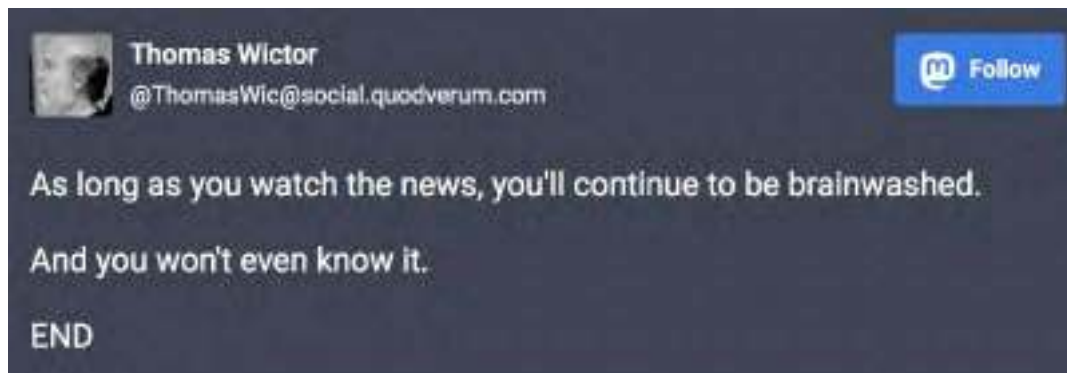 Thomas Wictor
@ThomasWic@social.quodverum.com
Follow
As long as you watch the news, you'll continue to be brainwashed.
And you won't even know it.
END